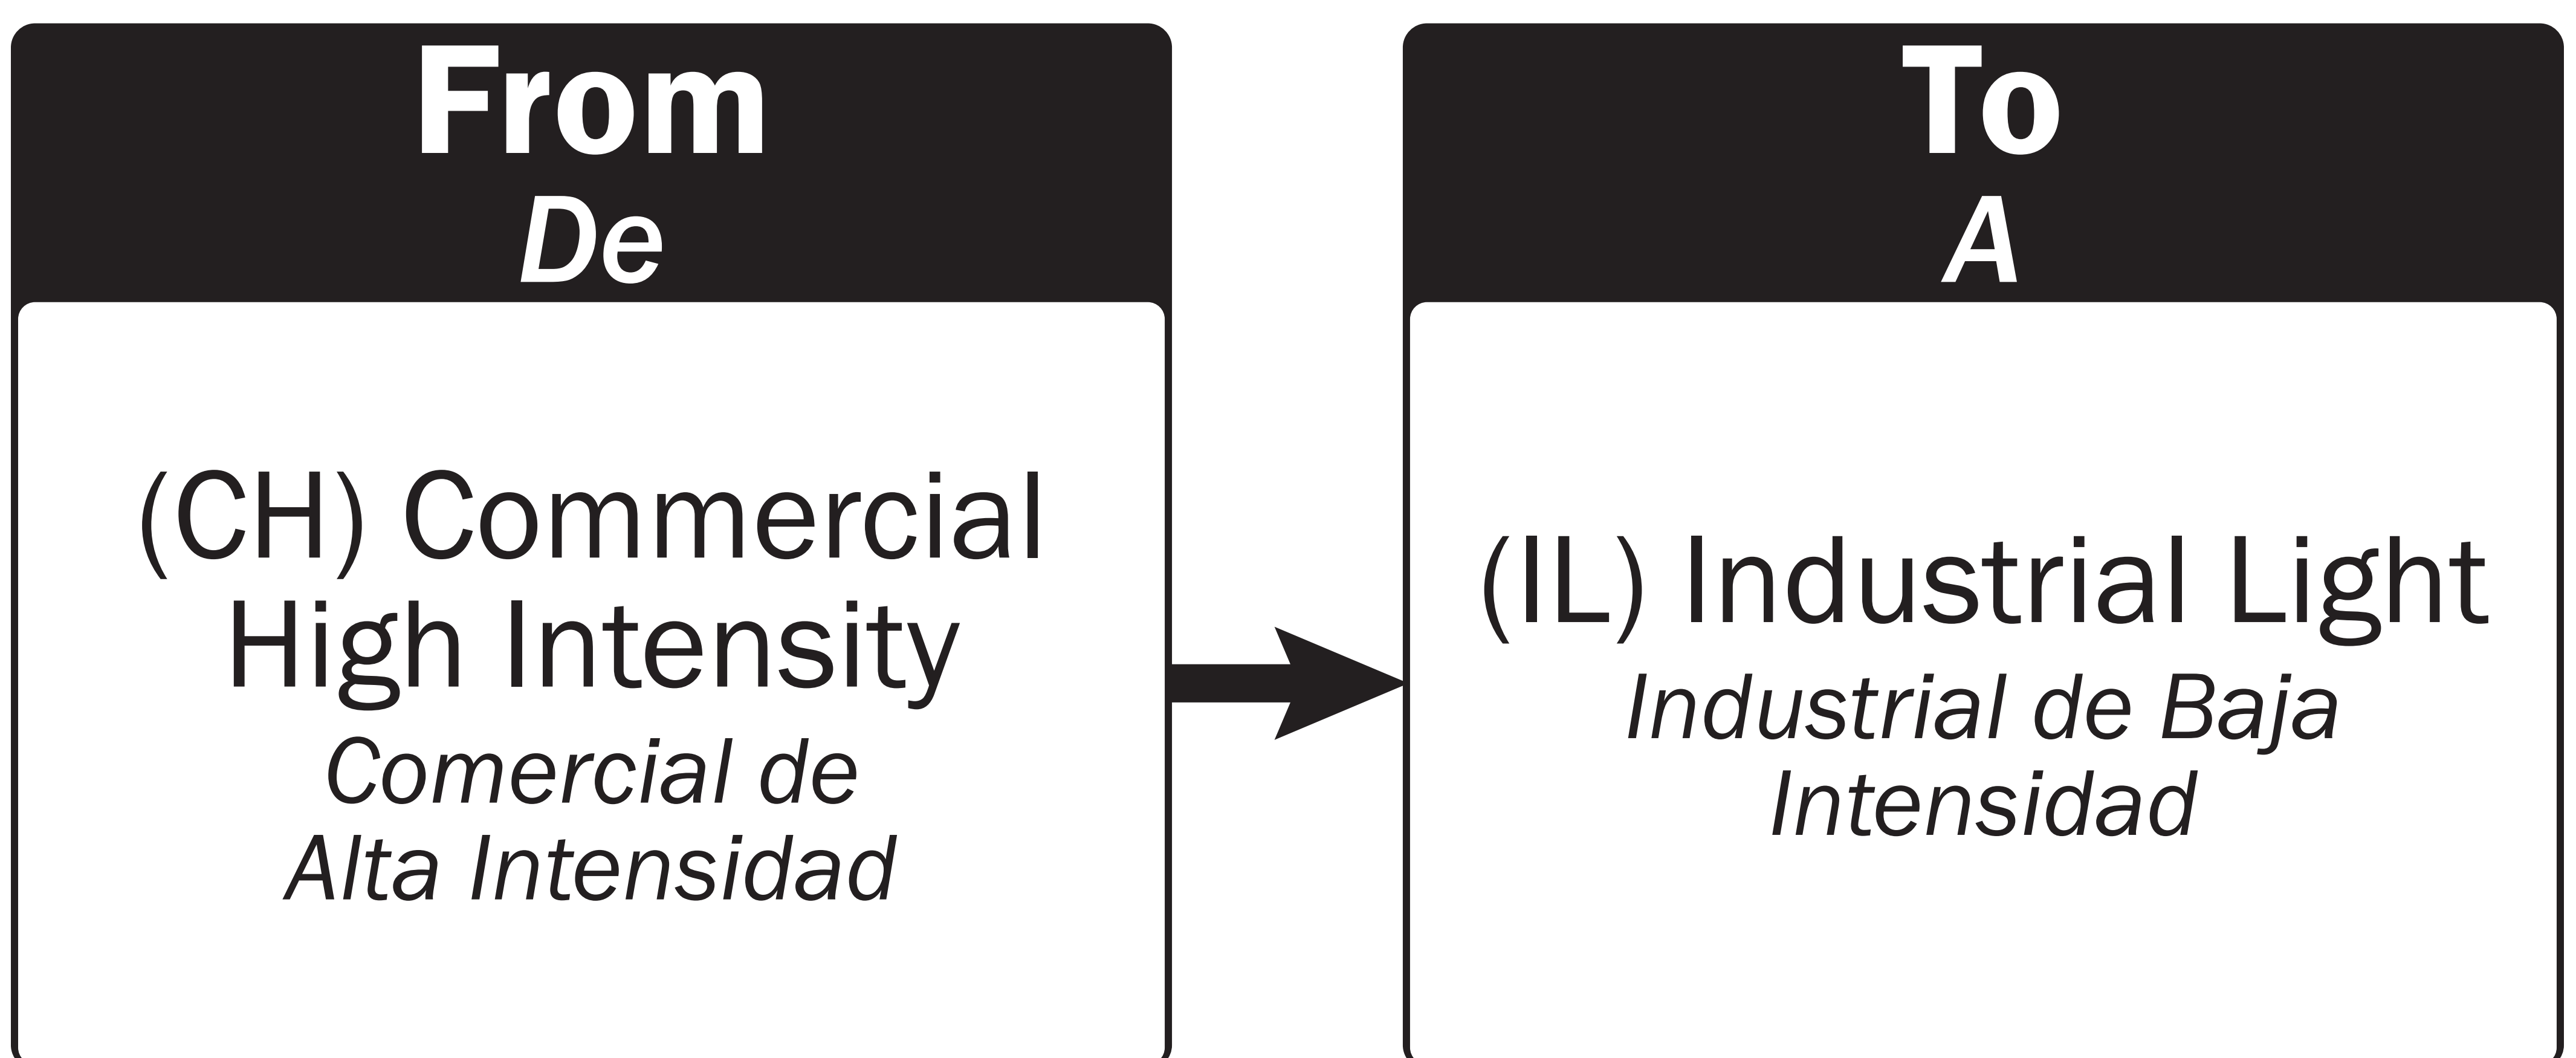 From
De
(CH) Commercial
High Intensity
Comercial de
Alta Intensidad
To
A
(IL) Industrial Light
Industrial de Baja
Intensidad